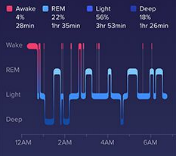 Awake REM Light Deep
4% 22% 56% 18%
28min 1hr 35min 3hr 53min 1hr 26min
Wake
REM
Light
Deep
12AM 2AM 4AM 6AM